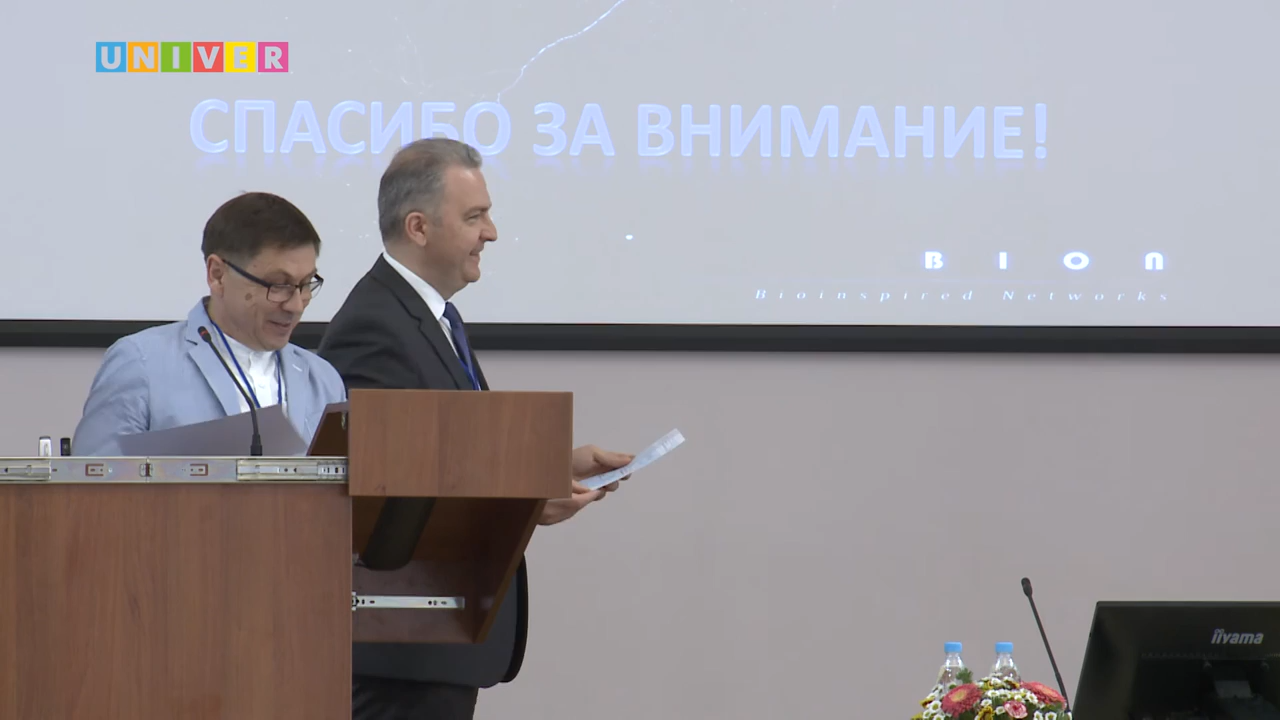 UNIVER
СПАСИБО ЗА ВНИМАНИЕ!
BION
Bioinspired Networks
iiyama